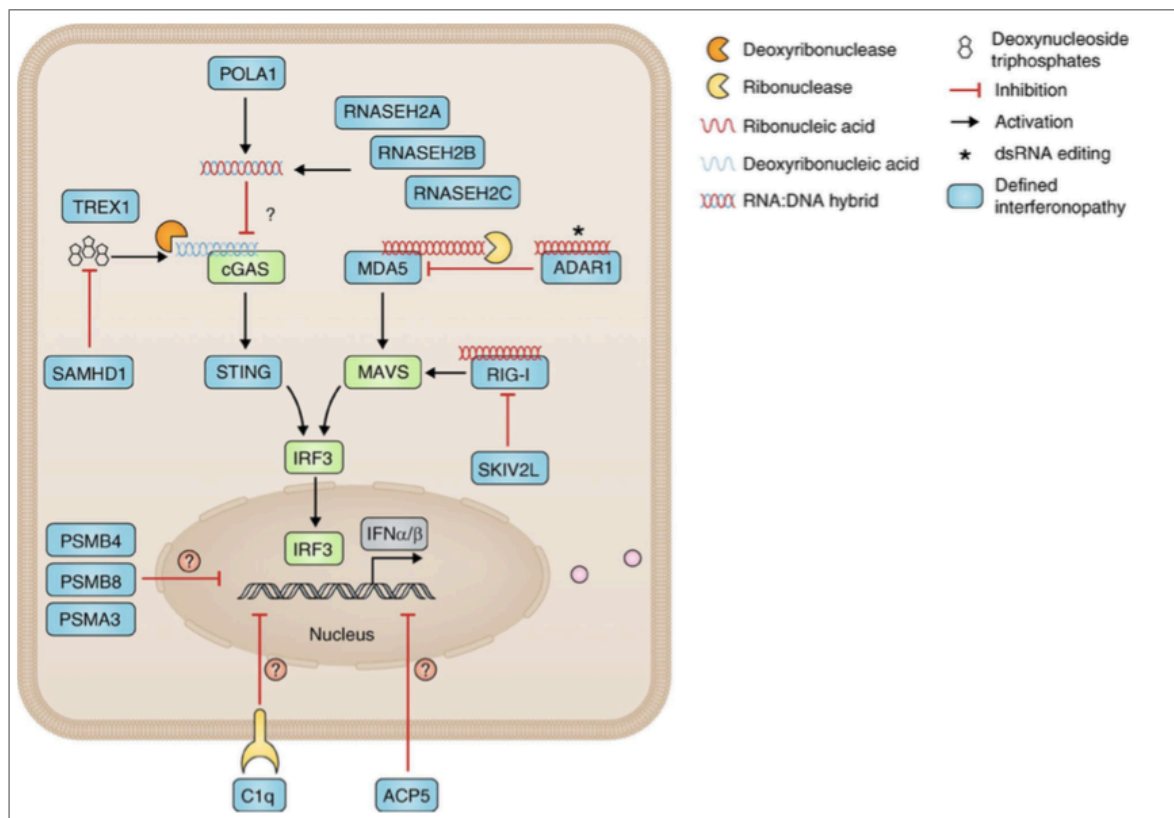 POLA1
RNASEH2A
RNASEH2B
RNASEH2C
TREX1
?
cGAS
MDA5
*
ADAR1
SAMHD1
STING
MAVS
RIG-I
IRF3
SKIV2L
IRF3
IFNα/β
PSMB4
PSMB8
PSMA3
?
Nucleus
?
?
C1q
ACP5
Deoxyribonuclease
Ribonuclease
Ribonucleic acid
Deoxyribonucleic acid
RNA:DNA hybrid
Deoxynucleoside
triphosphates
Inhibition
Activation
* dsRNA editing
Defined
interferonopathy